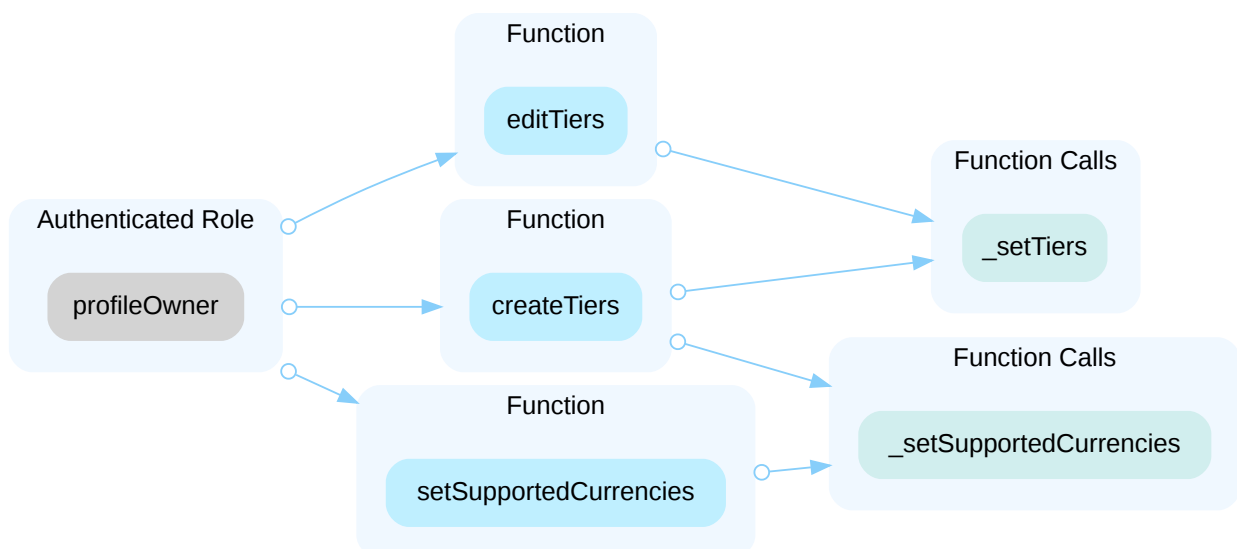 Authenticated Role
profileOwner
Function
editTiers
Function
createTiers
Function
setSupportedCurrencies
Function Calls
_setTiers
Function Calls
_setSupportedCurrencies